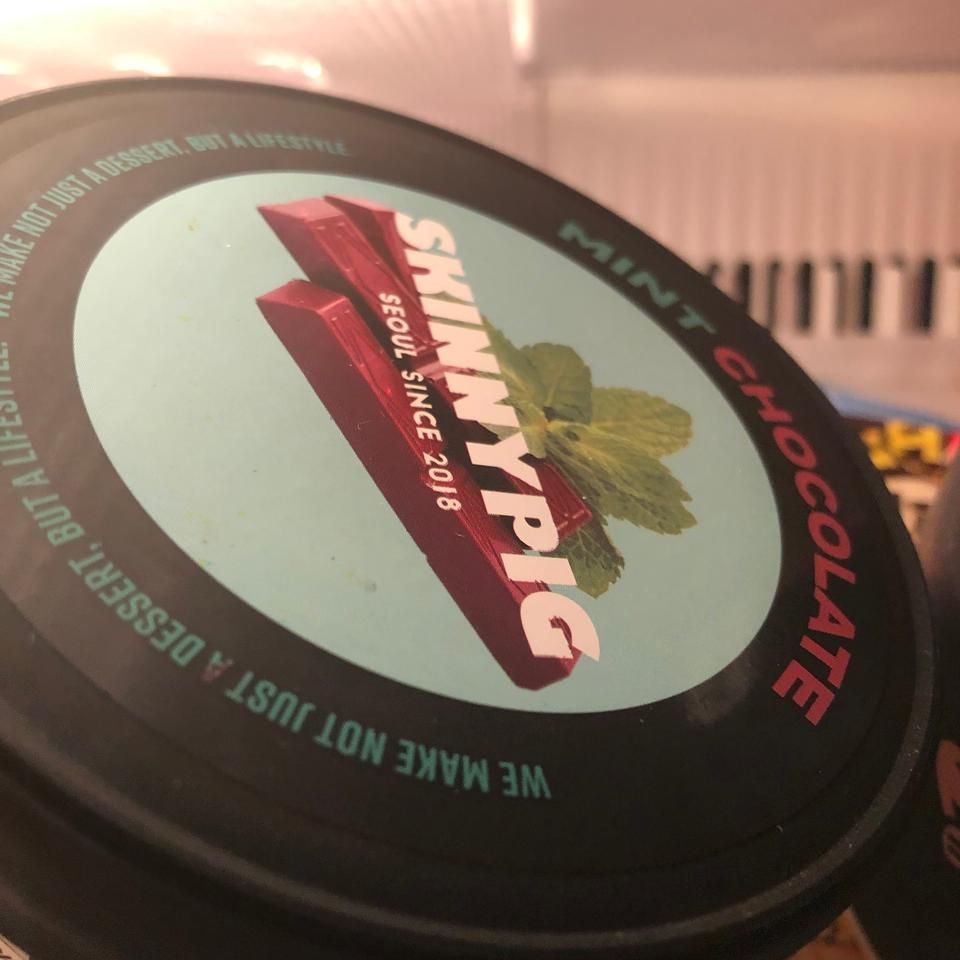 MINT CHOCOLATE
SKINNYPIG
SEOUL SINCE 2018
WE MAKE NOT JUST A DESSERT, BUT A LIFESTYLE.
WE MAKE NOT JUST A DESSERT, BUT A LIFESTYLE.